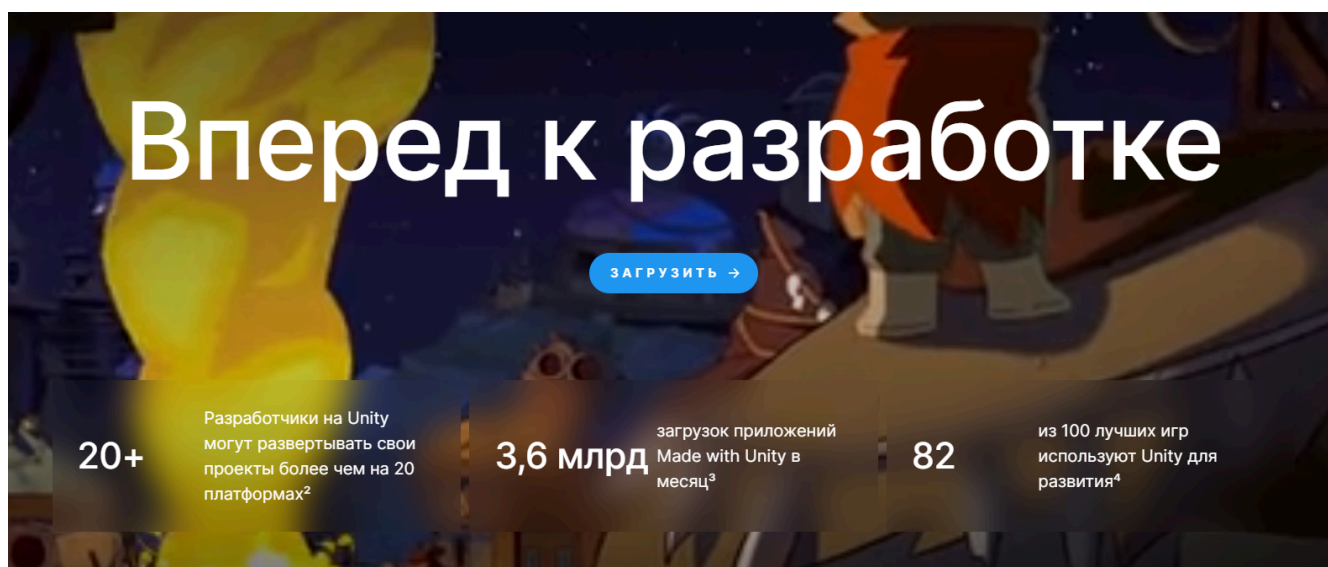 Вперед к разработке
ЗАГРУЗИТЬ →
20+
Разработчики на Unity
могут развертывать свои
проекты более чем на 20
платформах²
3,6 млрд
загрузок приложений
Made with Unity в
месяц³
82
из 100 лучших игр
используют Unity для
развития⁴